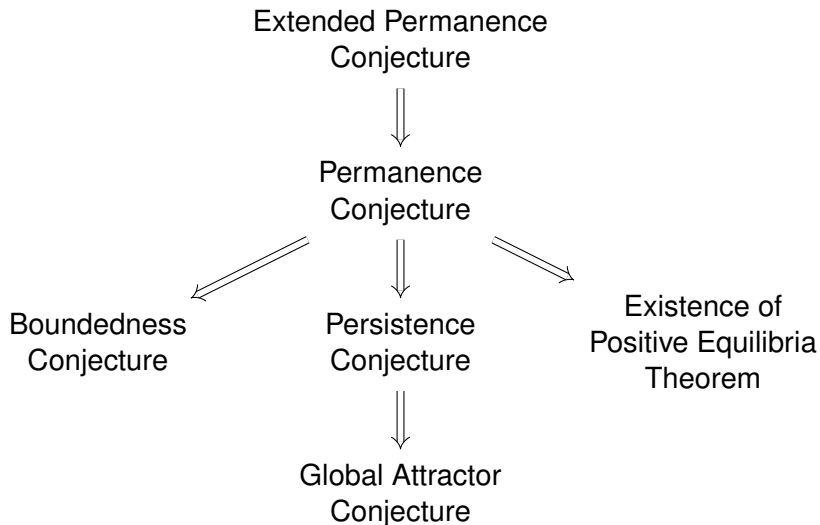 Extended Permanence
Conjecture
Permanence
Conjecture
Boundedness
Conjecture
Persistence
Conjecture
Existence of
Positive Equilibria
Theorem
Global Attractor
Conjecture